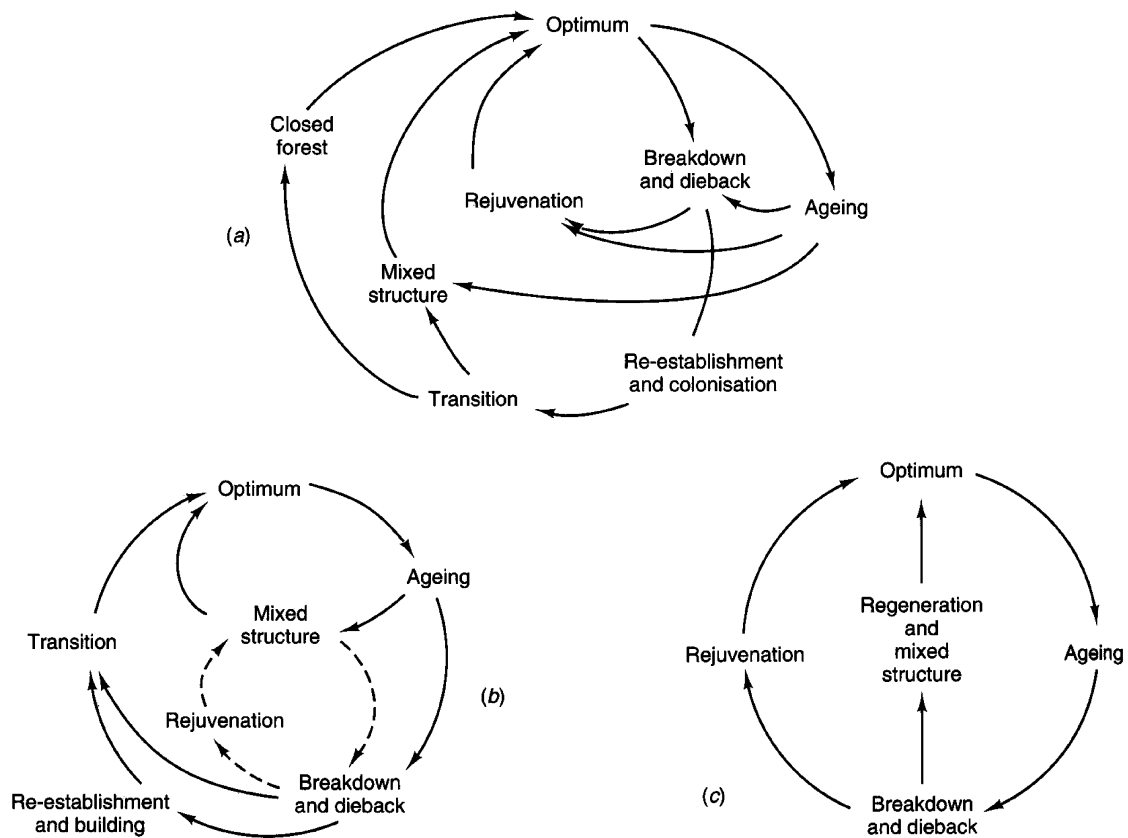 Optimum
Closed
forest
Breakdown
and dieback
Rejuvenation
Ageing
(a)
Mixed
structure
Re-establishment
and colonisation
Transition
Optimum
Ageing
Mixed
structure
Transition
(b)
Rejuvenation
Breakdown
and dieback
Re-establishment
and building
Optimum
Regeneration
and
mixed
structure
Rejuvenation
Ageing
(c)
Breakdown
and dieback